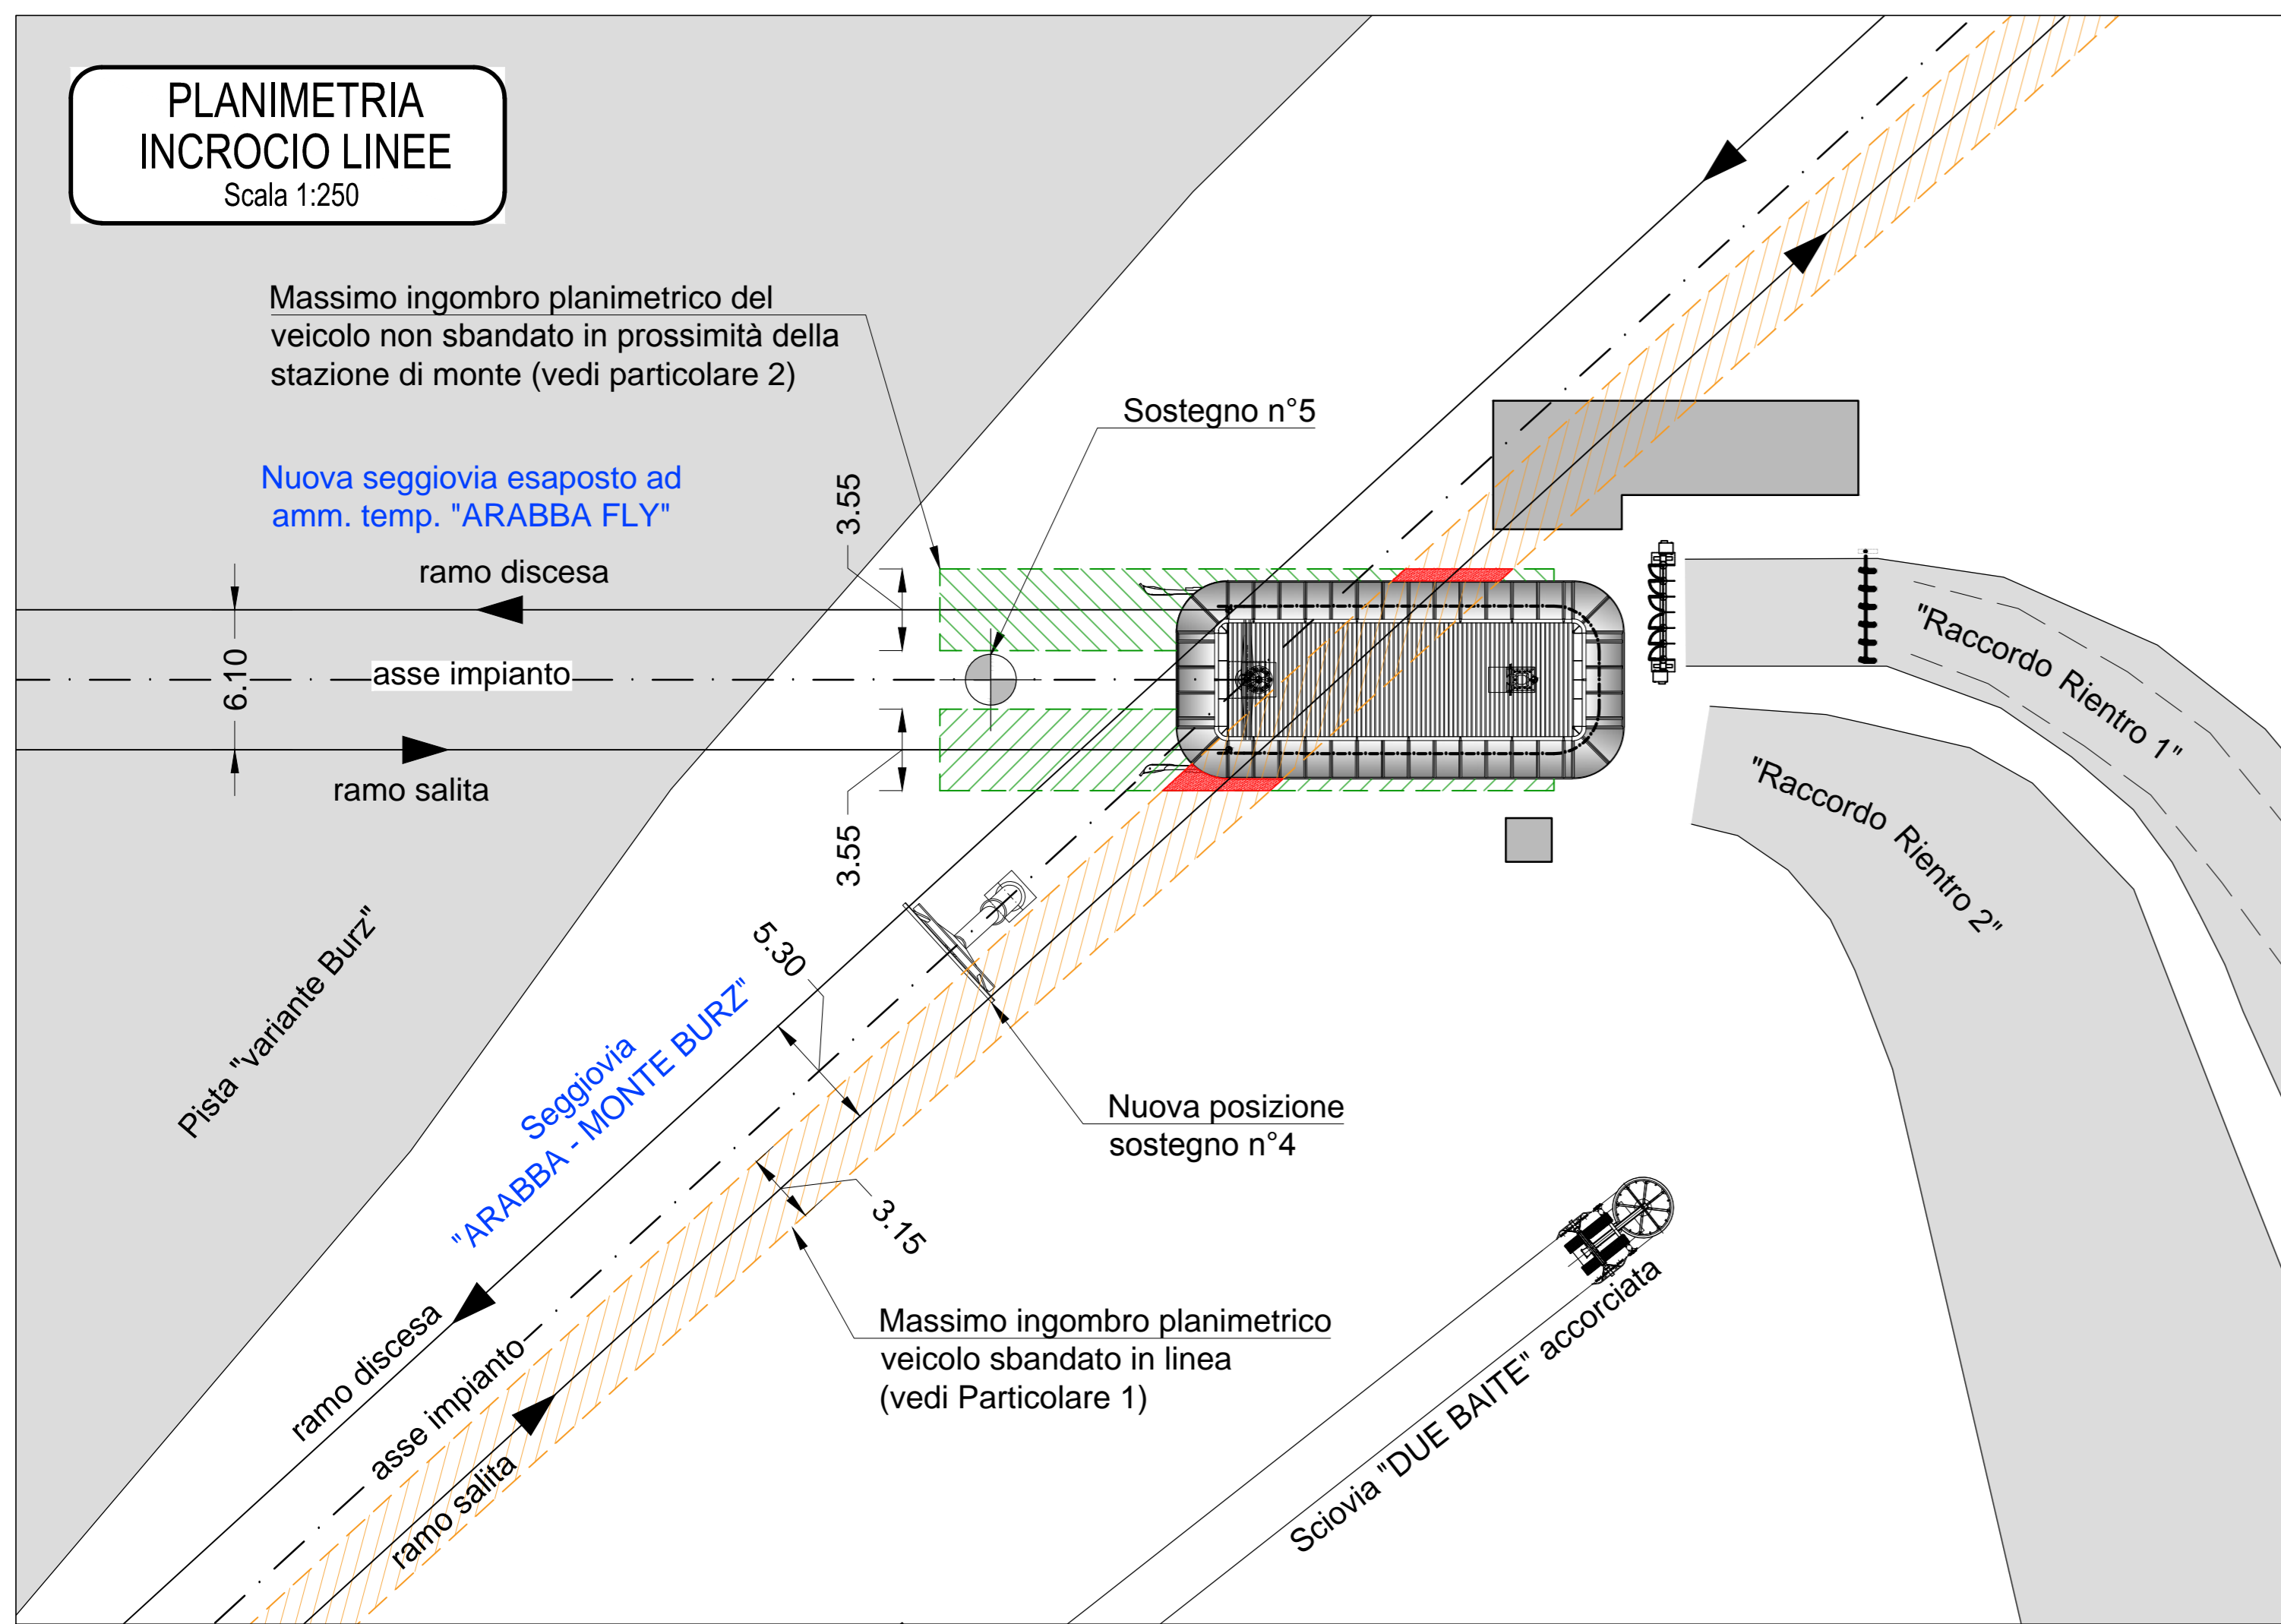 PLANIMETRIA
INCROCIO LINEE
Scala 1:250
Massimo ingombro planimetrico del
veicolo non sbandato in prossimità della
stazione di monte (vedi particolare 2)
Sostegno n°5
Nuova seggiovia esaposto ad
amm. temp. "ARABBA FLY"
3.55
ramo discesa
6.10
asse impianto
ramo salita
3.55
"Raccordo Rientro 1"
"Raccordo Rientro 2"
Pista "variante Burz"
5.30
Seggiovia
"ARABBA - MONTE BURZ"
Nuova posizione
sostegno n°4
3.15
Massimo ingombro planimetrico
veicolo sbandato in linea
(vedi Particolare 1)
ramo discesa
asse impianto
ramo salita
Sciovia "DUE BAITE" accorciata